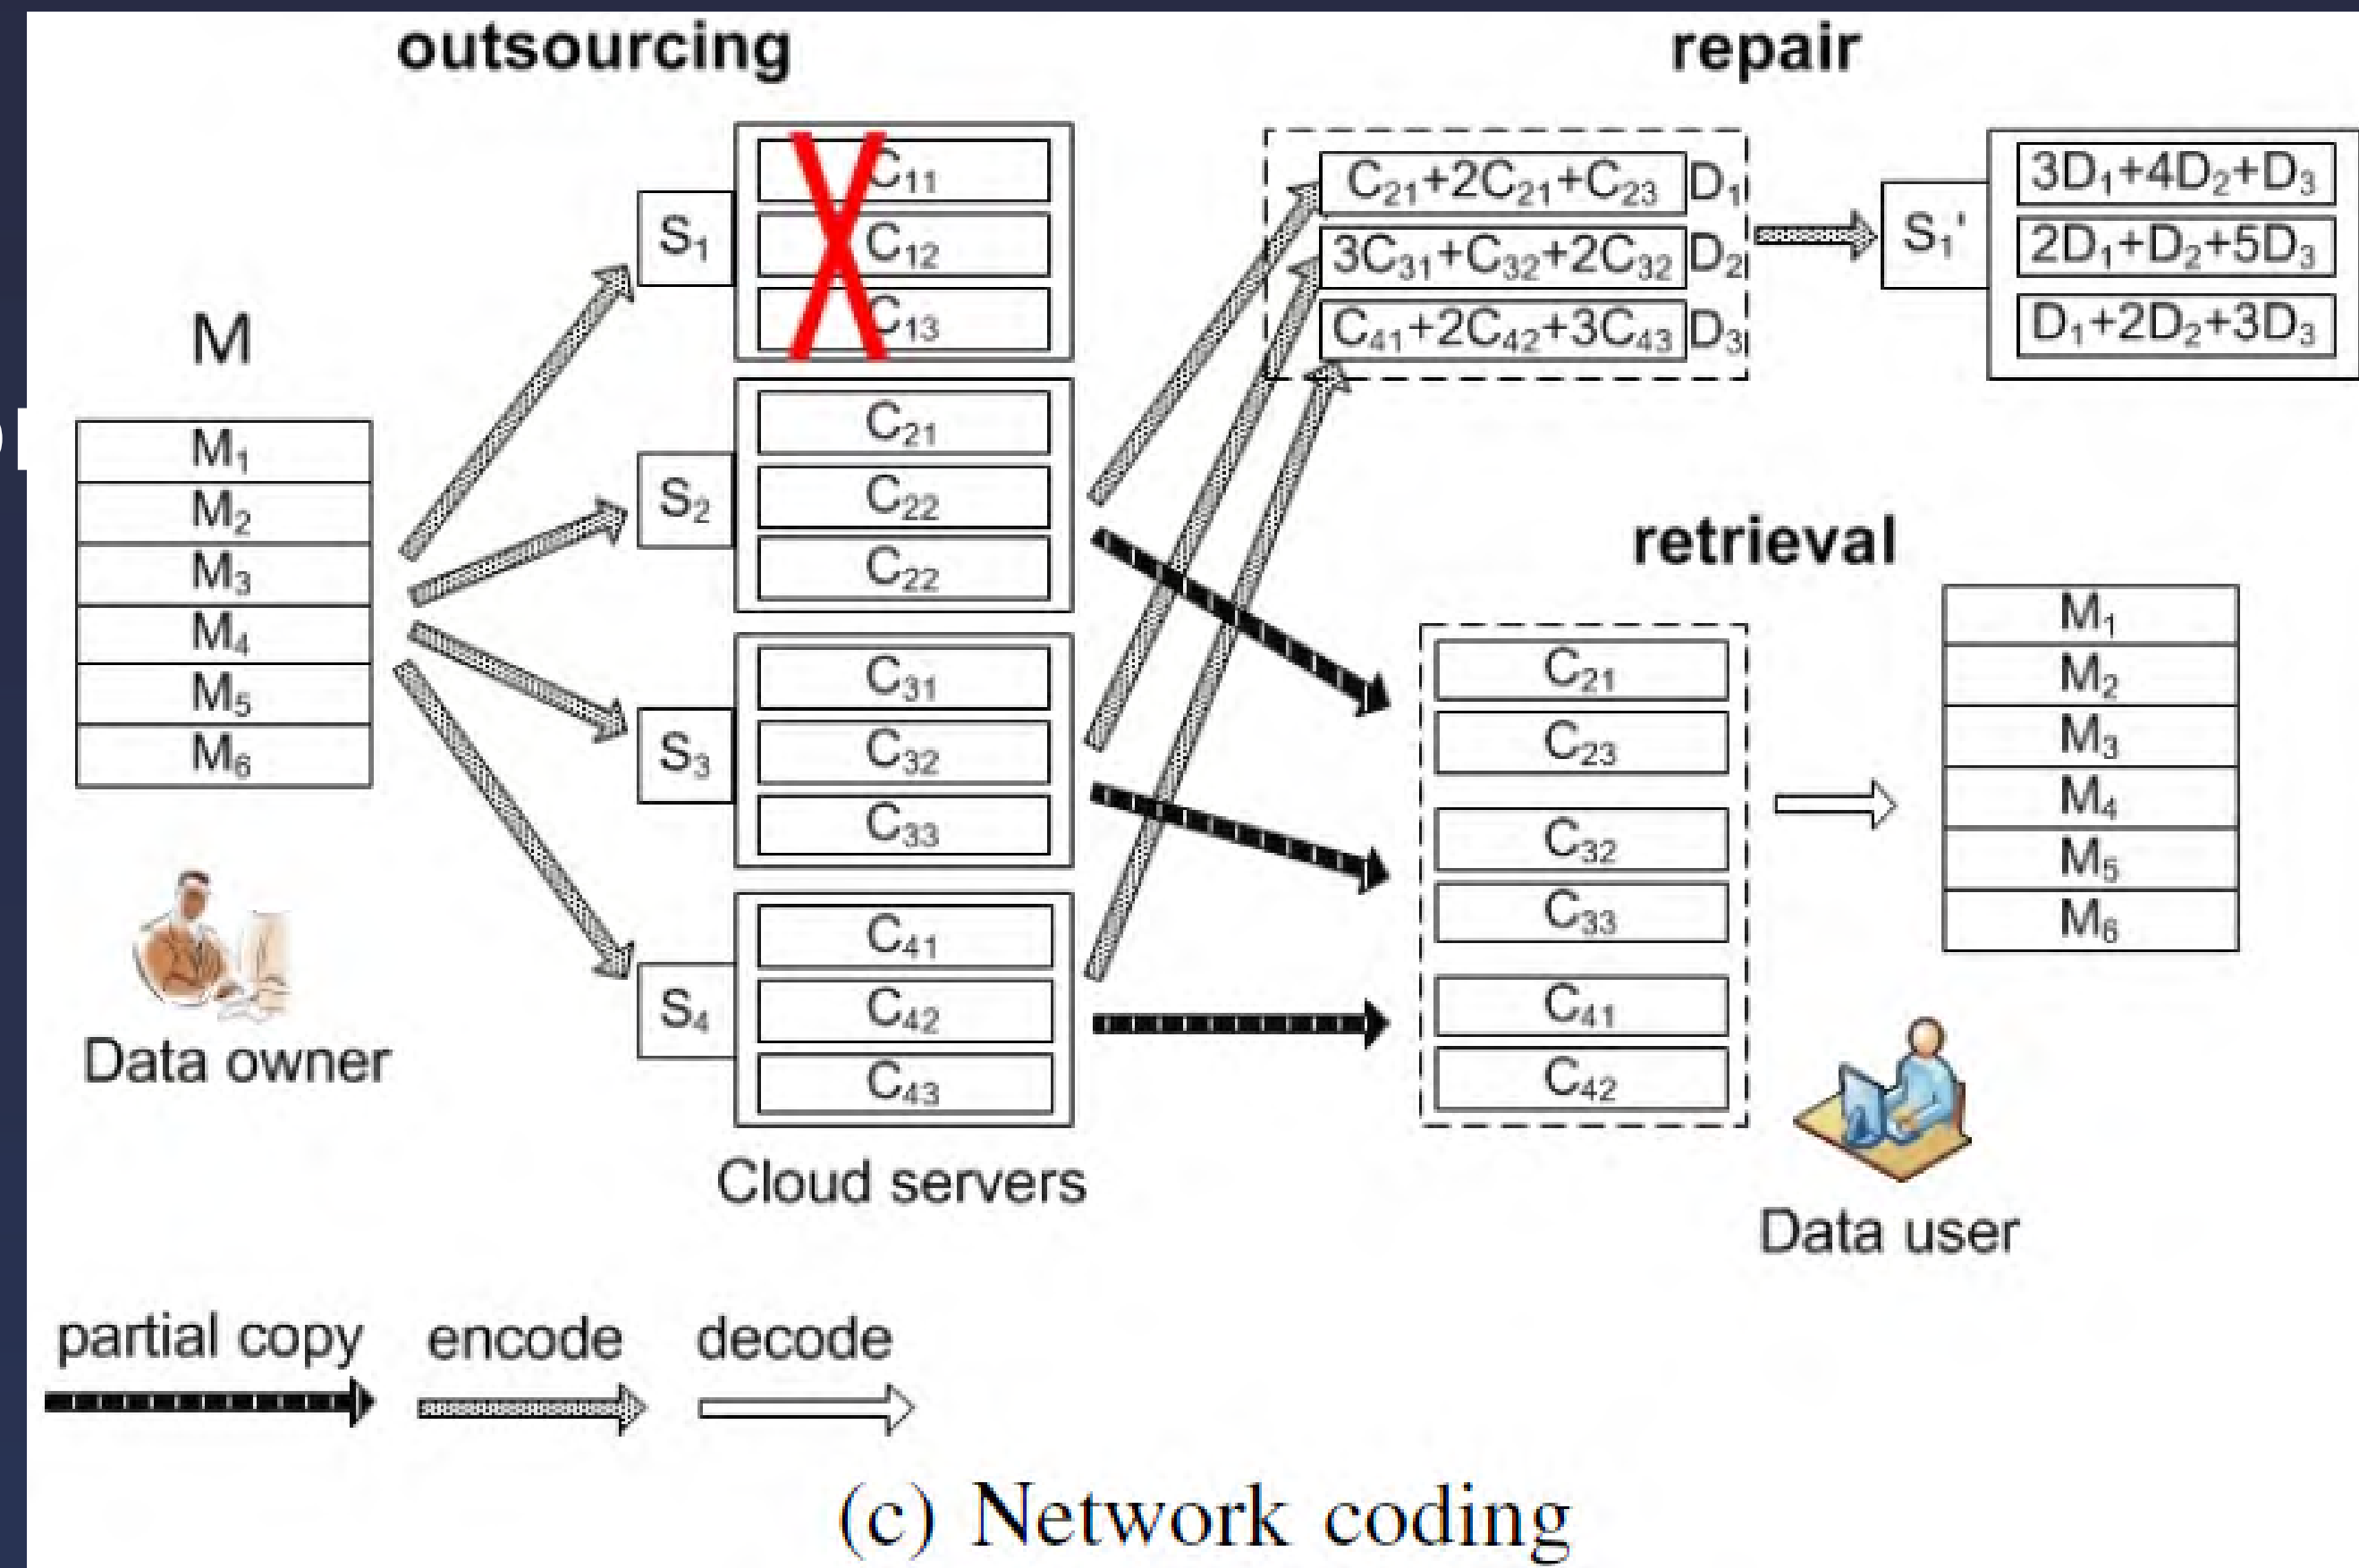 outsourcing
M
M₁
M₂
M₃
M₄
M₅
M₆
Data owner
S₁
C₁₁
C₁₂
C₁₃
S₂
C₂₁
C₂₂
C₂₂
S₃
C₃₁
C₃₂
C₃₃
S₄
C₄₁
C₄₂
C₄₃
Cloud servers
repair
C₂₁+2C₂₁+C₂₃ D₁
3C₃₁+C₃₂+2C₃₂ D₂
C₄₁+2C₄₂+3C₄₃ D₃
S₁'
3D₁+4D₂+D₃
2D₁+D₂+5D₃
D₁+2D₂+3D₃
retrieval
C₂₁
C₂₃
C₃₂
C₃₃
C₄₁
C₄₂
M₁
M₂
M₃
M₄
M₅
M₆
Data user
partial copy encode decode
(c) Network coding